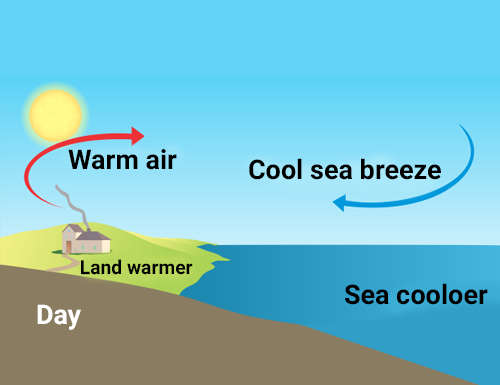 Warm air
Cool sea breeze
Land warmer
Sea cooloer
Day